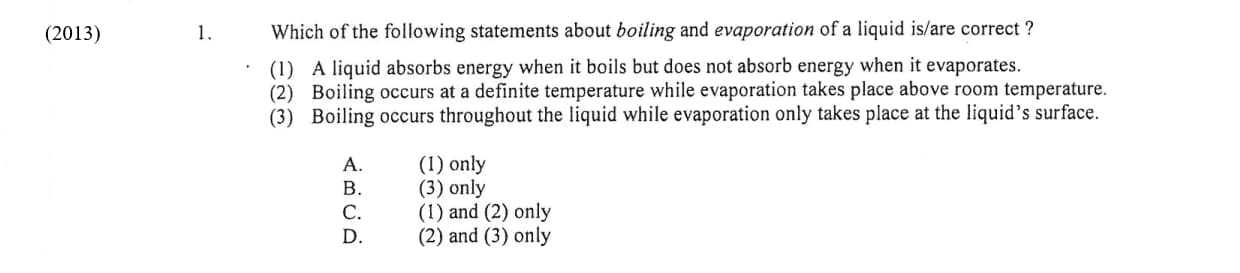 (2013) 1. Which of the following statements about boiling and evaporation of a liquid is/are correct ?
(1) A liquid absorbs energy when it boils but does not absorb energy when it evaporates.
(2) Boiling occurs at a definite temperature while evaporation takes place above room temperature.
(3) Boiling occurs throughout the liquid while evaporation only takes place at the liquid's surface.
A. (1) only
B. (3) only
C. (1) and (2) only
D. (2) and (3) only